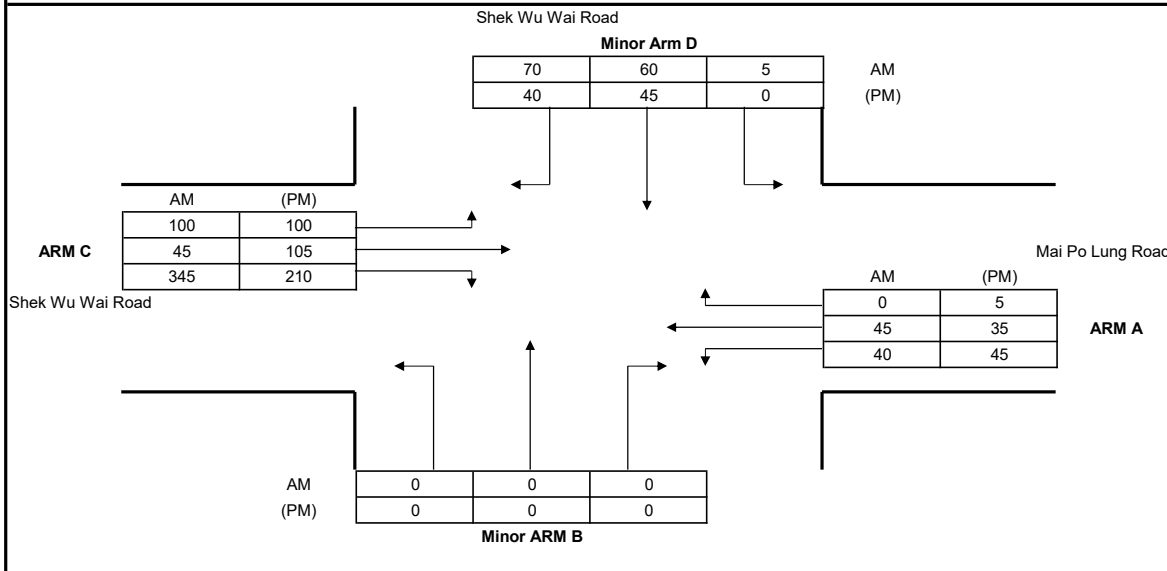 Shek Wu Wai Road
Minor Arm D
70 60 5 AM
40 45 0 (PM)
AM (PM)
100 100
ARM C 45 105
345 210
Shek Wu Wai Road
Mai Po Lung Road
AM (PM)
0 5
45 35 ARM A
40 45
AM 0 0 0
(PM) 0 0 0
Minor ARM B